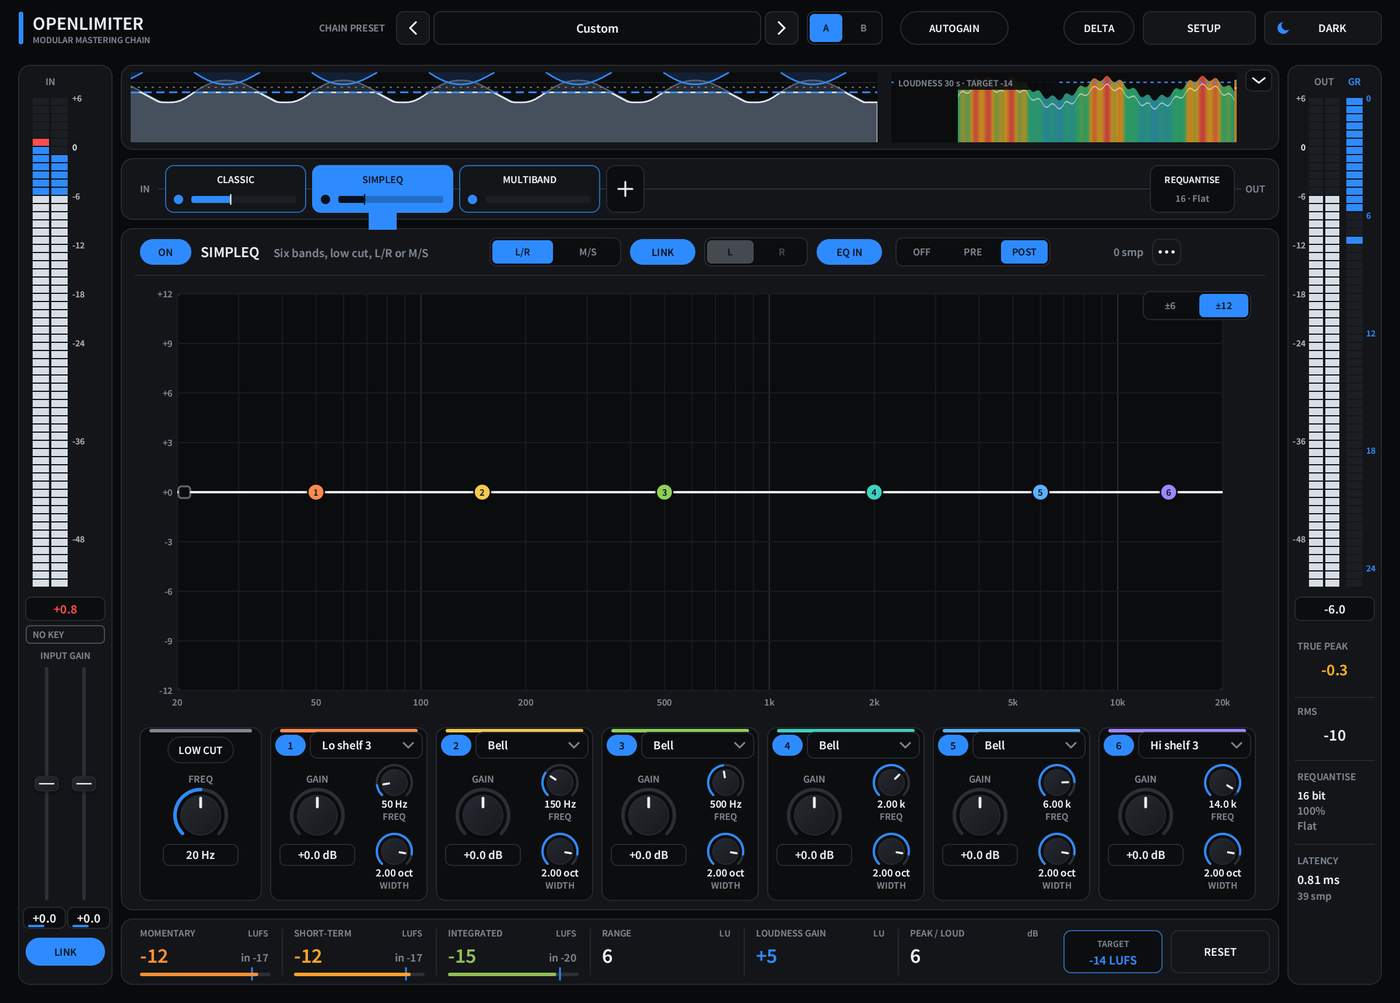 OPENLIMITER
MODULAR MASTERING CHAIN
CHAIN PRESET
Custom
A B
AUTOGAIN
DELTA
SETUP
DARK
IN
+6
0
-6
-12
-18
-24
-36
-48
+0.8
NO KEY
INPUT GAIN
+0.0 +0.0
LINK
LOUDNESS 30 s · TARGET -14
IN
CLASSIC
SIMPLEQ
MULTIBAND
+
REQUANTISE
16 · Flat
OUT
ON
SIMPLEQ
Six bands, low cut, L/R or M/S
L/R M/S
LINK
L R
EQ IN
OFF PRE POST
0 smp
±6 ±12
+12
+9
+6
+3
+0
-3
-6
-9
-12
1 2 3 4 5 6
20 50 100 200 500 1k 2k 5k 10k 20k
LOW CUT
FREQ
20 Hz
1 Lo shelf 3
GAIN
50 Hz
FREQ
+0.0 dB
2.00 oct
WIDTH
2 Bell
GAIN
150 Hz
FREQ
+0.0 dB
2.00 oct
WIDTH
3 Bell
GAIN
500 Hz
FREQ
+0.0 dB
2.00 oct
WIDTH
4 Bell
GAIN
2.00 k
FREQ
+0.0 dB
2.00 oct
WIDTH
5 Bell
GAIN
6.00 k
FREQ
+0.0 dB
2.00 oct
WIDTH
6 Hi shelf 3
GAIN
14.0 k
FREQ
+0.0 dB
2.00 oct
WIDTH
MOMENTARY LUFS
-12 in -17
SHORT-TERM LUFS
-12 in -17
INTEGRATED LUFS
-15 in -20
RANGE LU
6
LOUDNESS GAIN LU
+5
PEAK / LOUD dB
6
TARGET
-14 LUFS
RESET
OUT GR
+6
0
-6
-12
-18
-24
-36
-48
0
6
12
18
24
-6.0
TRUE PEAK
-0.3
RMS
-10
REQUANTISE
16 bit
100%
Flat
LATENCY
0.81 ms
39 smp